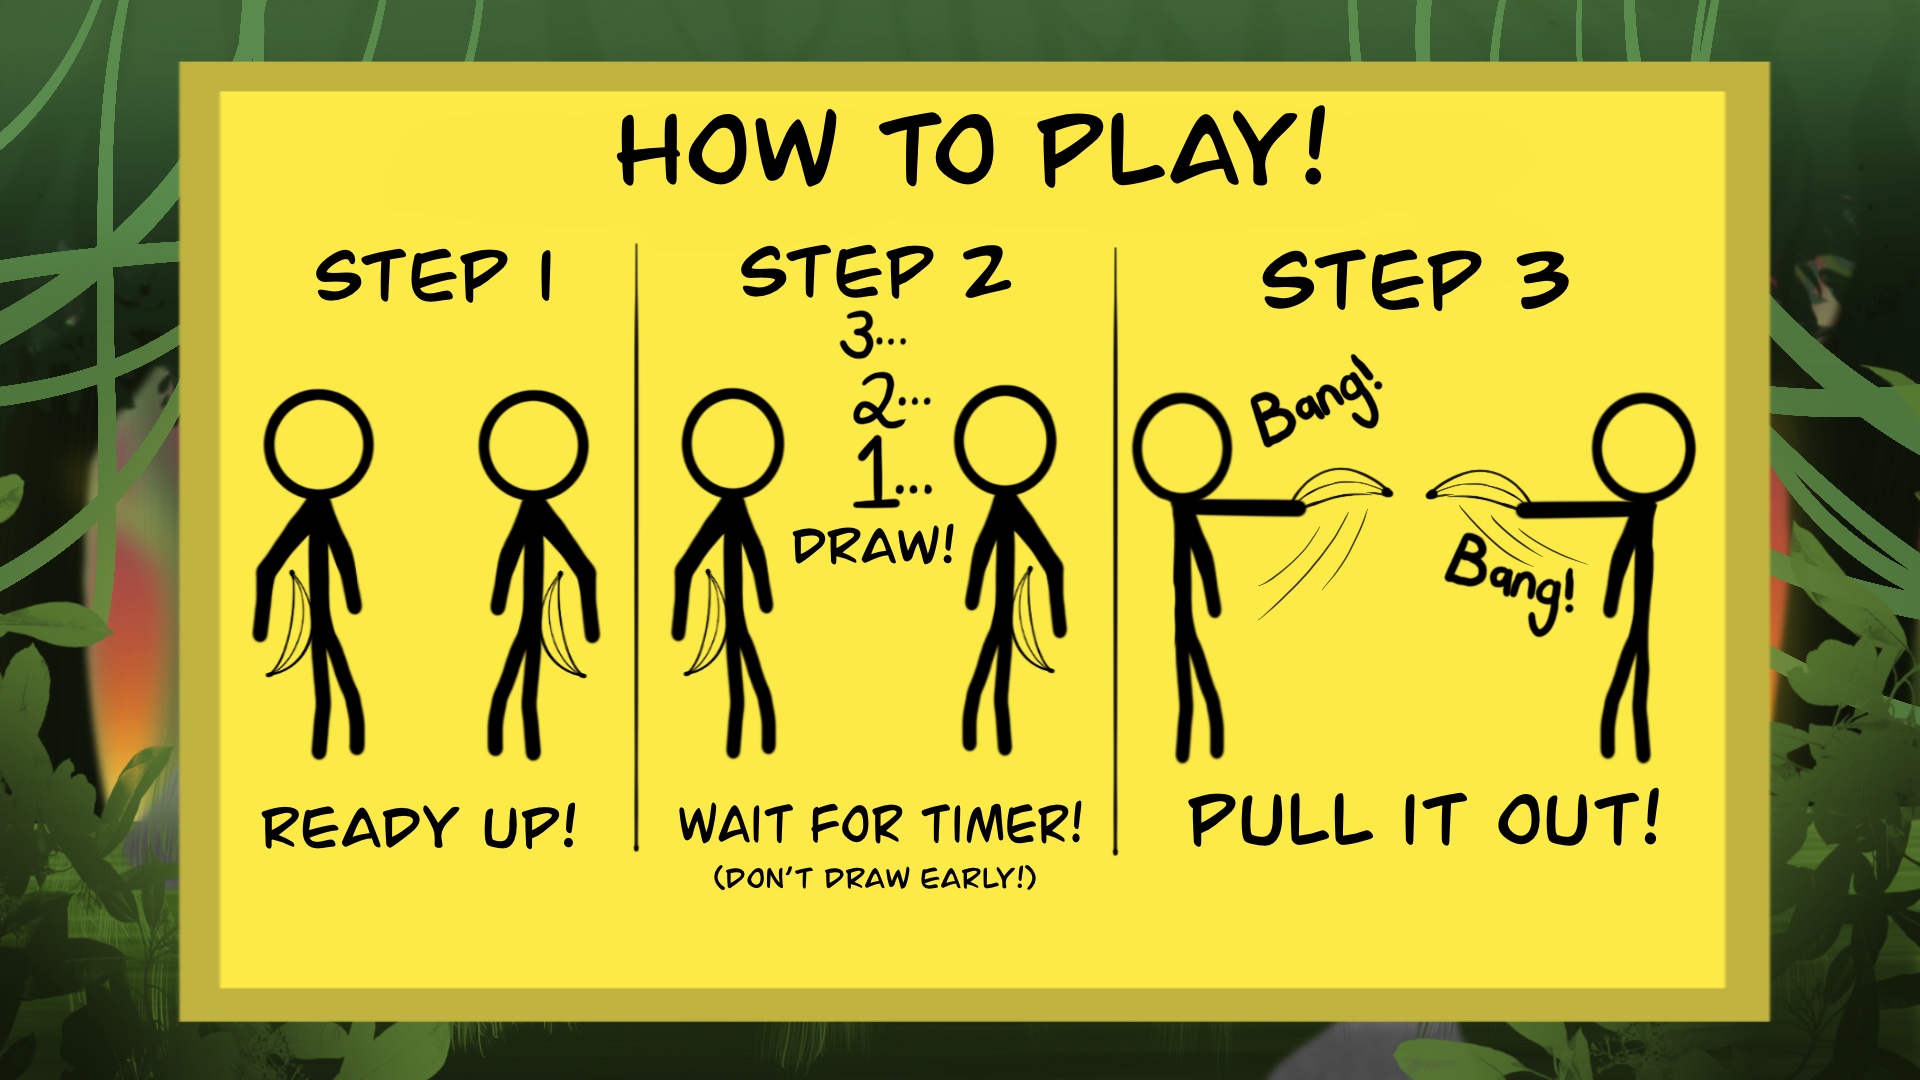 HOW TO PLAY!
STEP 1
READY UP!
STEP 2
3...
2...
1...
DRAW!
WAIT FOR TIMER!
(DON'T DRAW EARLY!)
STEP 3
Bang!
Bang!
PULL IT OUT!